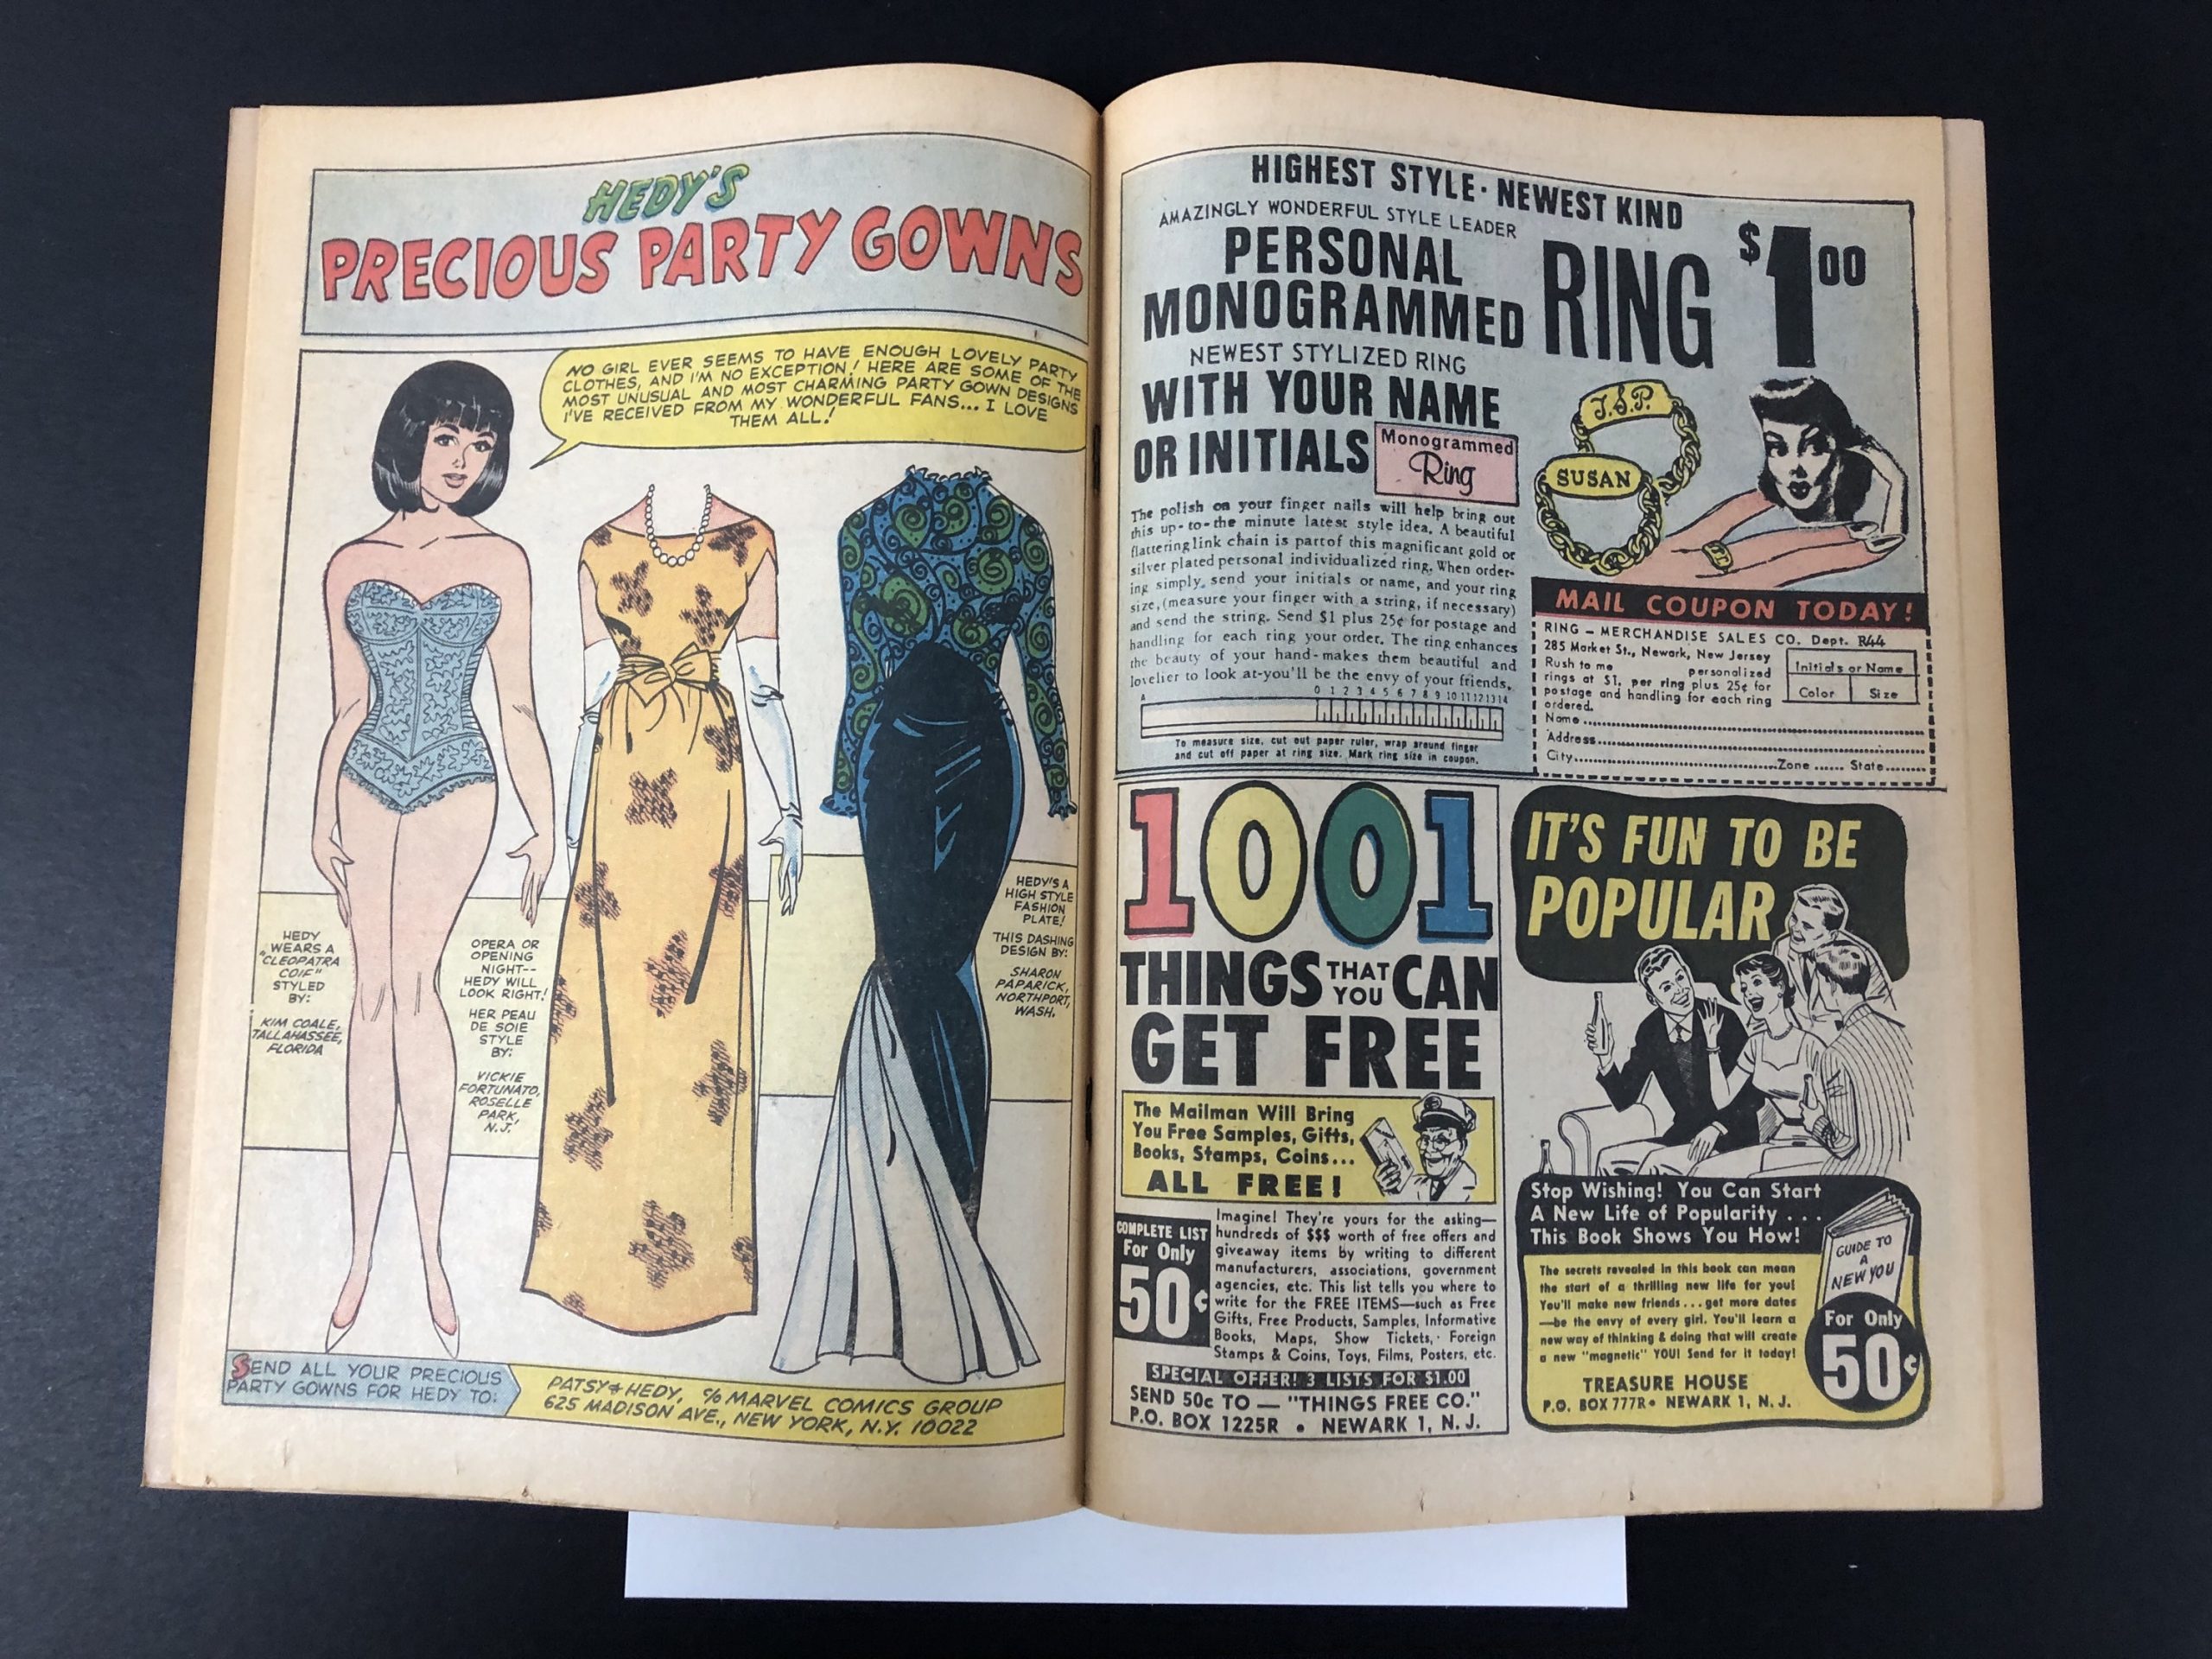 HEDY'S
PRECIOUS PARTY GOWNS
NO GIRL EVER SEEMS TO HAVE ENOUGH LOVELY PARTY
CLOTHES, AND I'M NO EXCEPTION! HERE ARE SOME OF THE
MOST UNUSUAL AND MOST CHARMING PARTY GOWN DESIGNS
I'VE RECEIVED FROM MY WONDERFUL FANS... I LOVE
THEM ALL!
HEDY
WEARS A
"CLEOPATRA
COIF"
STYLED
BY:
KIM COALE,
TALLAHASSEE,
FLORIDA
OPERA OR
OPENING
NIGHT--
HEDY WILL
LOOK RIGHT!
HER PEAU
DE SOIE
STYLE
BY:
VICKIE
FORTUNATO,
ROSELLE
PARK,
N.J.
HEDY'S A
HIGH STYLE
FASHION
PLATE!
THIS DASHING
DESIGN BY:
SHARON
PAPARICK,
NORTHPORT,
WASH.
SEND ALL YOUR PRECIOUS
PARTY GOWNS FOR HEDY TO:
PATSY & HEDY, c/o MARVEL COMICS GROUP
625 MADISON AVE., NEW YORK, N.Y. 10022
HIGHEST STYLE · NEWEST KIND
AMAZINGLY WONDERFUL STYLE LEADER
PERSONAL
MONOGRAMMED
RING $1 00
NEWEST STYLIZED RING
WITH YOUR NAME
OR INITIALS
Monogrammed
Ring
J.S.P.
SUSAN
The polish on your finger nails will help bring out
this up-to-the minute latest style idea. A beautiful
flattering link chain is part of this magnificant gold or
silver plated personal individualized ring. When order-
ing simply, send your initials or name, and your ring
size, (measure your finger with a string, if necessary)
and send the string. Send $1 plus 25¢ for postage and
handling for each ring your order. The ring enhances
the beauty of your hand-makes them beautiful and
lovelier to look at-you'll be the envy of your friends.
A 0 1 2 3 4 5 6 7 8 9 10 11 12 13 14
To measure size, cut out paper ruler, wrap around finger
and cut off paper at ring size. Mark ring size in coupon.
MAIL COUPON TODAY!
RING – MERCHANDISE SALES CO. Dept. R44
285 Market St., Newark, New Jersey
Rush to me personalized
rings at $1. per ring plus 25¢ for
postage and handling for each ring
ordered.
Initials or Name
Color Size
Name
Address
City Zone State
1001
THINGS THAT YOU CAN
GET FREE
The Mailman Will Bring
You Free Samples, Gifts,
Books, Stamps, Coins...
ALL FREE!
COMPLETE LIST
For Only
50¢
Imagine! They're yours for the asking—
hundreds of $$$ worth of free offers and
giveaway items by writing to different
manufacturers, associations, government
agencies, etc. This list tells you where to
write for the FREE ITEMS—such as Free
Gifts, Free Products, Samples, Informative
Books, Maps, Show Tickets, Foreign
Stamps & Coins, Toys, Films, Posters, etc.
SPECIAL OFFER! 3 LISTS FOR $1.00
SEND 50c TO — "THINGS FREE CO."
P.O. BOX 1225R • NEWARK 1, N. J.
IT'S FUN TO BE
POPULAR
Stop Wishing! You Can Start
A New Life of Popularity . . .
This Book Shows You How!
GUIDE TO
A
NEW YOU
The secrets revealed in this book can mean
the start of a thrilling new life for you!
You'll make new friends . . . get more dates
—be the envy of every girl. You'll learn a
new way of thinking & doing that will create
a new "magnetic" YOU! Send for it today!
For Only
50¢
TREASURE HOUSE
P.O. BOX 777R • NEWARK 1, N. J.